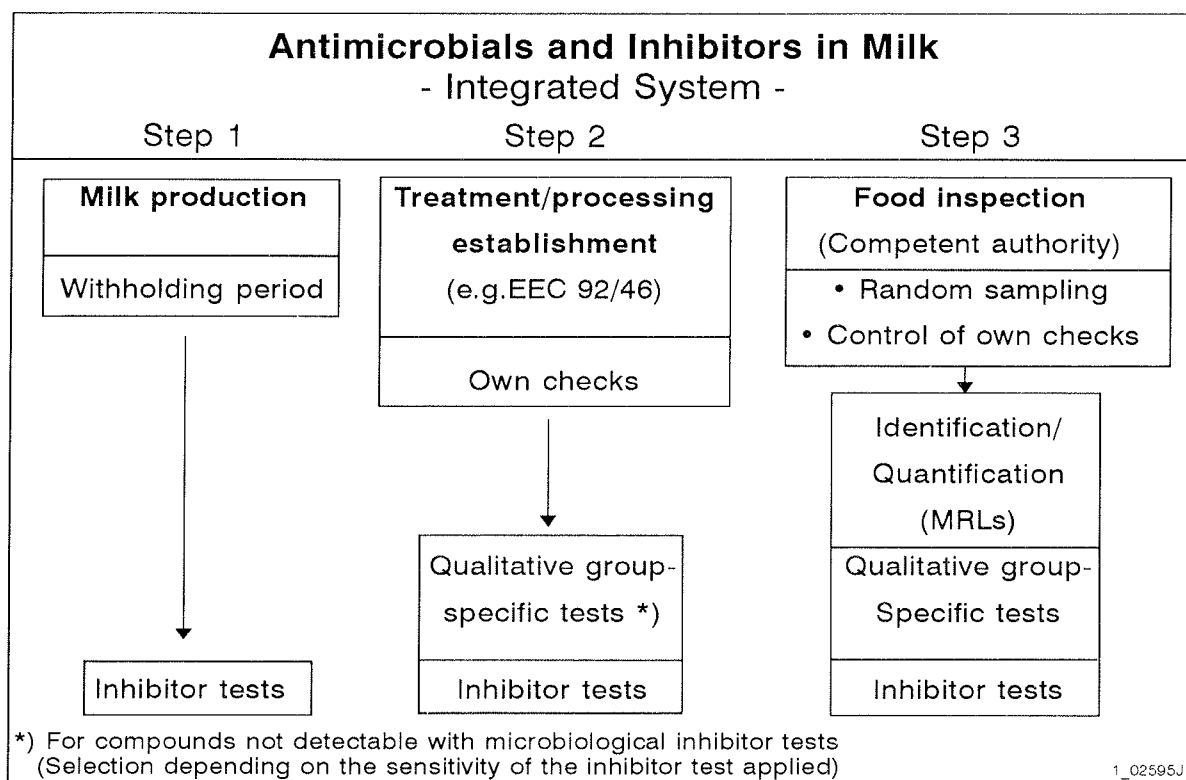 Antimicrobials and Inhibitors in Milk
- Integrated System -
Step 1
Step 2
Step 3
Milk production
Withholding period
Inhibitor tests
Treatment/processing
establishment
(e.g.EEC 92/46)
Own checks
Qualitative group-
specific tests *)
Inhibitor tests
Food inspection
(Competent authority)
• Random sampling
• Control of own checks
Identification/
Quantification
(MRLs)
Qualitative group-
Specific tests
Inhibitor tests
*) For compounds not detectable with microbiological inhibitor tests
(Selection depending on the sensitivity of the inhibitor test applied)
1_02595J